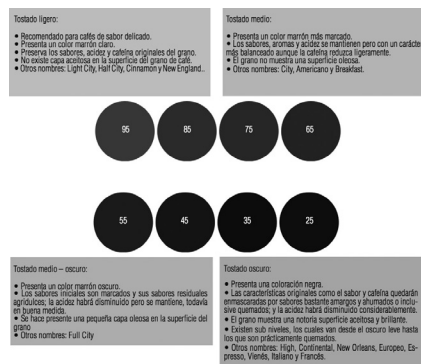 Tostado lígero:
• Recomendado para cafés de sabor delicado.
• Presenta un color marrón claro.
• Preserva los sabores, acidez y cafeína originales del grano.
• No existe capa aceitosa en la superficie del grano de café.
• Otros nombres: Light City, Half City, Cinnamon y New England..
Tostado medio:
• Presenta un color marrón más marcado.
• Los sabores, aromas y acidez se mantienen pero con un carácter
más balanceado aunque la cafeína reduzca ligeramente.
• El grano no muestra una superficie oleosa.
• Otros nombres: City, Americano y Breakfast.
95 85 75 65
55 45 35 25
Tostado medio – oscuro:
• Presenta un color marrón oscuro.
• Los sabores iniciales son marcados y sus sabores residuales
agridulces; la acidez habrá disminuido pero se mantiene, todavía
en buena medida.
• Se hace presente una pequeña capa oleosa en la superficie del
grano
• Otros nombres: Full City
Tostado oscuro:
• Presenta una coloración negra.
• Las características originales como el sabor y cafeína quedarán
enmascaradas por sabores bastante amargos y ahumados o inclu-
sive quemados; y la acidez habrá disminuido considerablemente.
• El grano muestra una notoria superficie aceitosa y brillante.
• Existen sub niveles, los cuales van desde el oscuro leve hasta
los que son prácticamente quemados.
• Otros nombres: High, Continental, New Orleans, Europeo, Es-
presso, Vienés, Italiano y Francés.